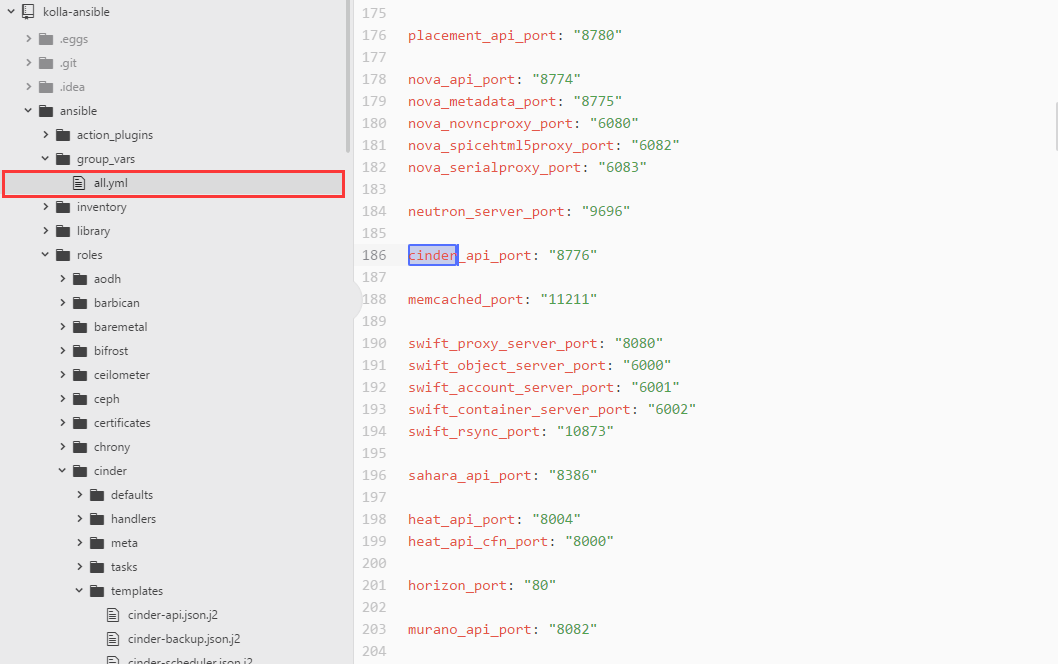 kolla-ansible
.eggs
.git
.idea
ansible
action_plugins
group_vars
all.yml
inventory
library
roles
aodh
barbican
baremetal
bifrost
ceilometer
ceph
certificates
chrony
cinder
defaults
handlers
meta
tasks
templates
cinder-api.json.j2
cinder-backup.json.j2
cinder-scheduler.json.j2
175
176 placement_api_port: "8780"
177
178 nova_api_port: "8774"
179 nova_metadata_port: "8775"
180 nova_novncproxy_port: "6080"
181 nova_spicehtml5proxy_port: "6082"
182 nova_serialproxy_port: "6083"
183
184 neutron_server_port: "9696"
185
186 cinder_api_port: "8776"
187
188 memcached_port: "11211"
189
190 swift_proxy_server_port: "8080"
191 swift_object_server_port: "6000"
192 swift_account_server_port: "6001"
193 swift_container_server_port: "6002"
194 swift_rsync_port: "10873"
195
196 sahara_api_port: "8386"
197
198 heat_api_port: "8004"
199 heat_api_cfn_port: "8000"
200
201 horizon_port: "80"
202
203 murano_api_port: "8082"
204